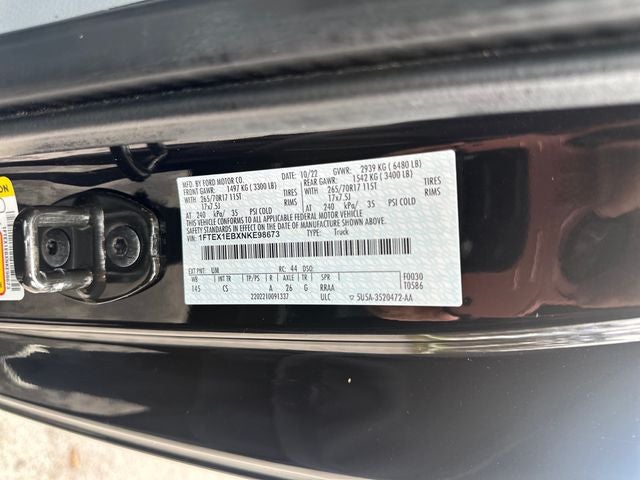 MFD. BY FORD MOTOR CO. DATE: 10/22 GVWR: 2939 KG ( 6480 LB)
FRONT GAWR: 1497 KG ( 3300 LB) REAR GAWR: 1542 KG ( 3400 LB)
WITH 265/70R17 115T TIRES WITH 265/70R17 115T TIRES
17x7.5J RIMS 17x7.5J RIMS
AT 240 kPa/ 35 PSI COLD AT 240 kPa/ 35 PSI COLD
THIS VEHICLE CONFORMS TO ALL APPLICABLE FEDERAL MOTOR VEHICLE
SAFETY STANDARDS IN EFFECT ON THE DATE OF MANUFACTURE SHOWN ABOVE.
VIN: 1FTEX1EBXNKE98673 TYPE: Truck
EXT PNT: UM RC: 44 DSO: F0030
WB INT TR TP/PS R AXLE TR SPR T0586
145 CS A 26 G RRAA
2202210091337 ULC 5U5A-3520472-AA